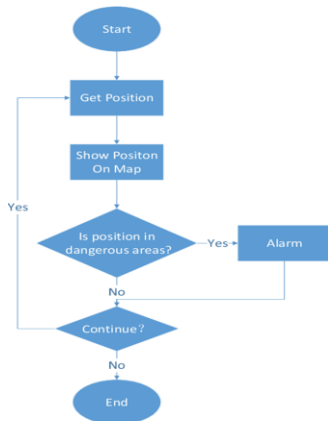 Start
Get Position
Show Positon
On Map
Yes
Is position in
dangerous areas?
Yes
Alarm
No
Continue？
No
End